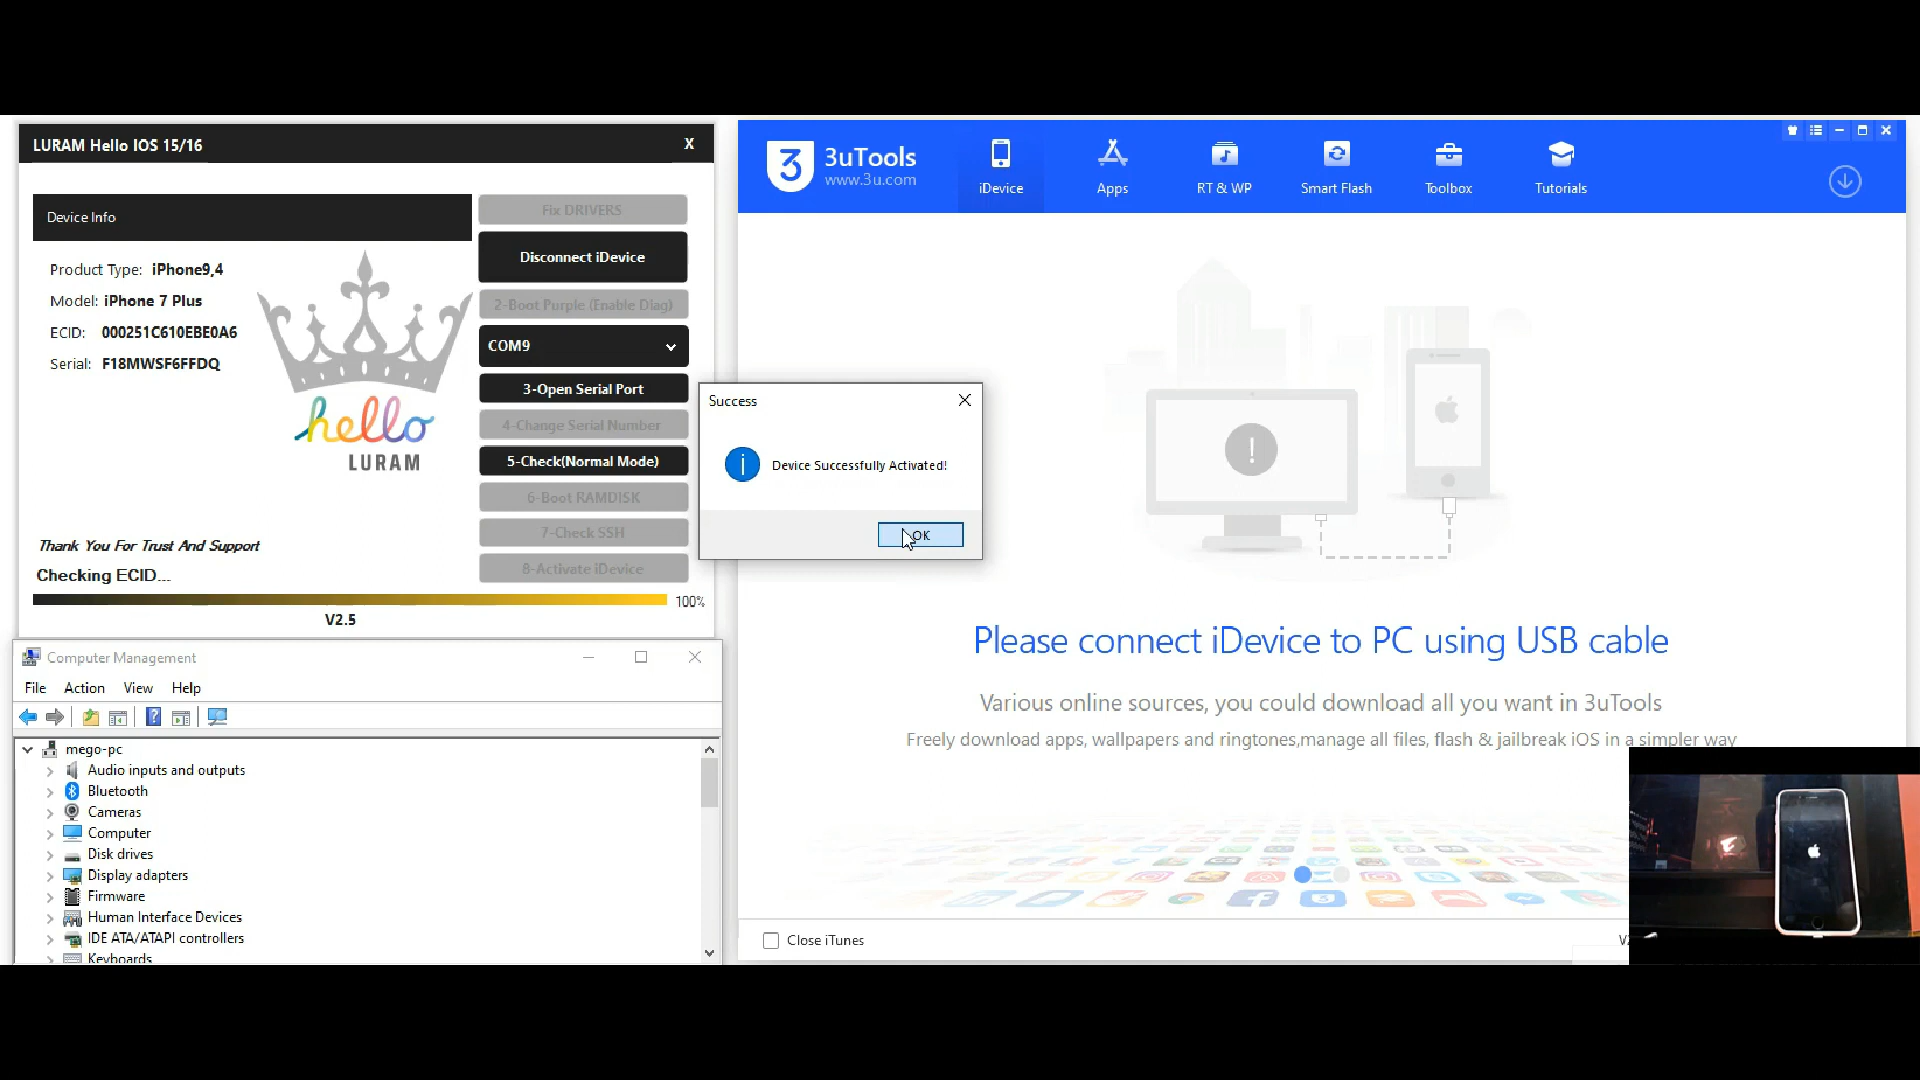 LURAM Hello IOS 15/16
X
Device Info
Product Type: iPhone9,4
Model: iPhone 7 Plus
ECID: 000251C610EBE0A6
Serial: F18MWSF6FFDQ
hello
LURAM
Thank You For Trust And Support
Checking ECID...
100%
V2.5
Fix DRIVERS
Disconnect iDevice
2-Boot Purple (Enable Diag)
COM9
3-Open Serial Port
4-Change Serial Number
5-Check(Normal Mode)
6-Boot RAMDISK
7-Check SSH
8-Activate iDevice
Success
Device Successfully Activated!
OK
3uTools
www.3u.com
iDevice
Apps
RT & WP
Smart Flash
Toolbox
Tutorials
Please connect iDevice to PC using USB cable
Various online sources, you could download all you want in 3uTools
Freely download apps, wallpapers and ringtones,manage all files, flash & jailbreak iOS in a simpler way
Close iTunes
Computer Management
File Action View Help
mego-pc
Audio inputs and outputs
Bluetooth
Cameras
Computer
Disk drives
Display adapters
Firmware
Human Interface Devices
IDE ATA/ATAPI controllers
Keyboards